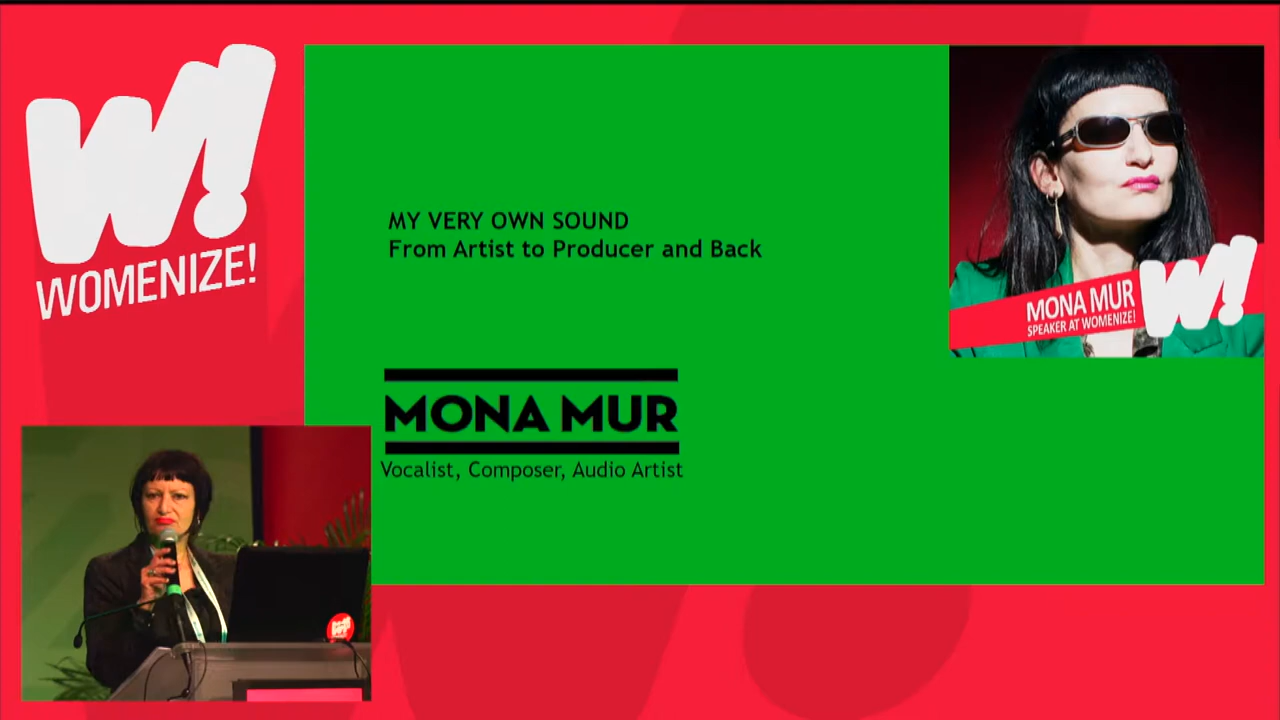 W!
WOMENIZE!
MY VERY OWN SOUND
From Artist to Producer and Back
MONA MUR
Vocalist, Composer, Audio Artist
MONA MUR
SPEAKER AT WOMENIZE!
W!